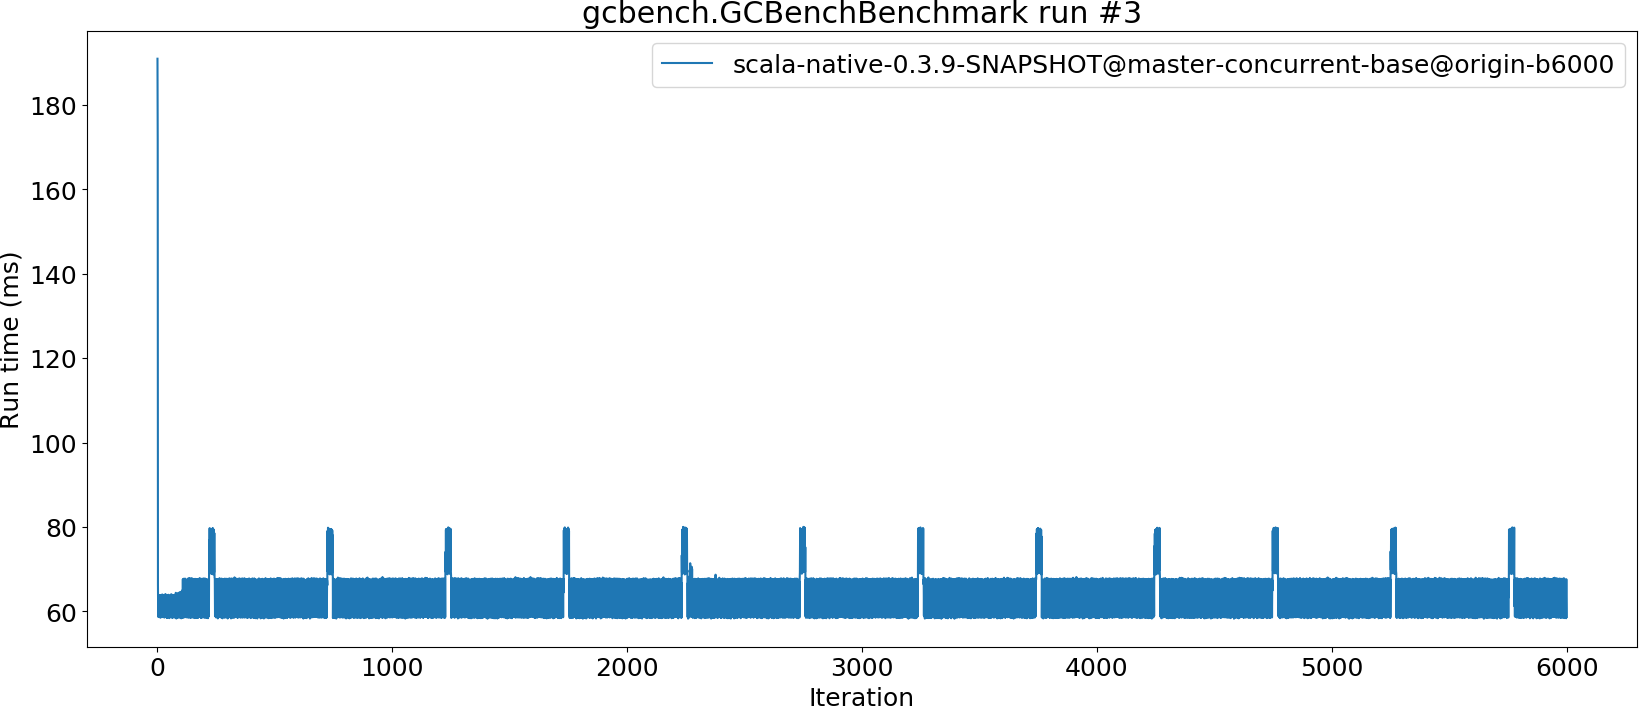 gcbench.GCBenchBenchmark run #3
scala-native-0.3.9-SNAPSHOT@master-concurrent-base@origin-b6000
Run time (ms)
180
160
140
120
100
80
60
0 1000 2000 3000 4000 5000 6000
Iteration